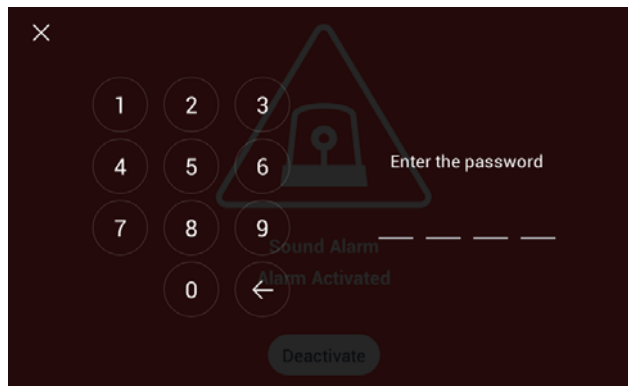 1 2 3
4 5 6
Enter the password
7 8 9
Sound Alarm
Alarm Activated
0
Deactivate